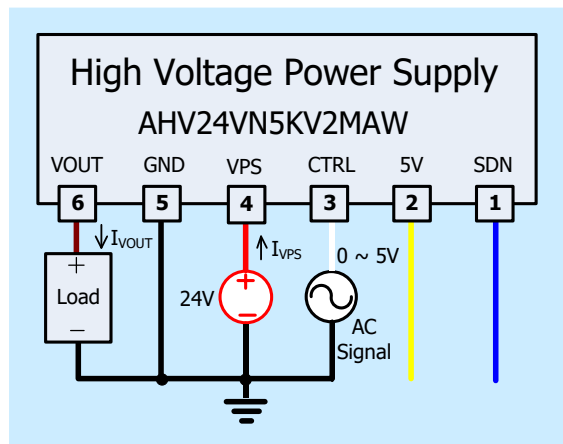 High Voltage Power Supply
AHV24VN5KV2MAW
VOUT GND VPS CTRL 5V SDN
6 5 4 3 2 1
↓IVOUT ↑IVPS 0 ~ 5V
+ +
Load 24V
− −
AC
Signal